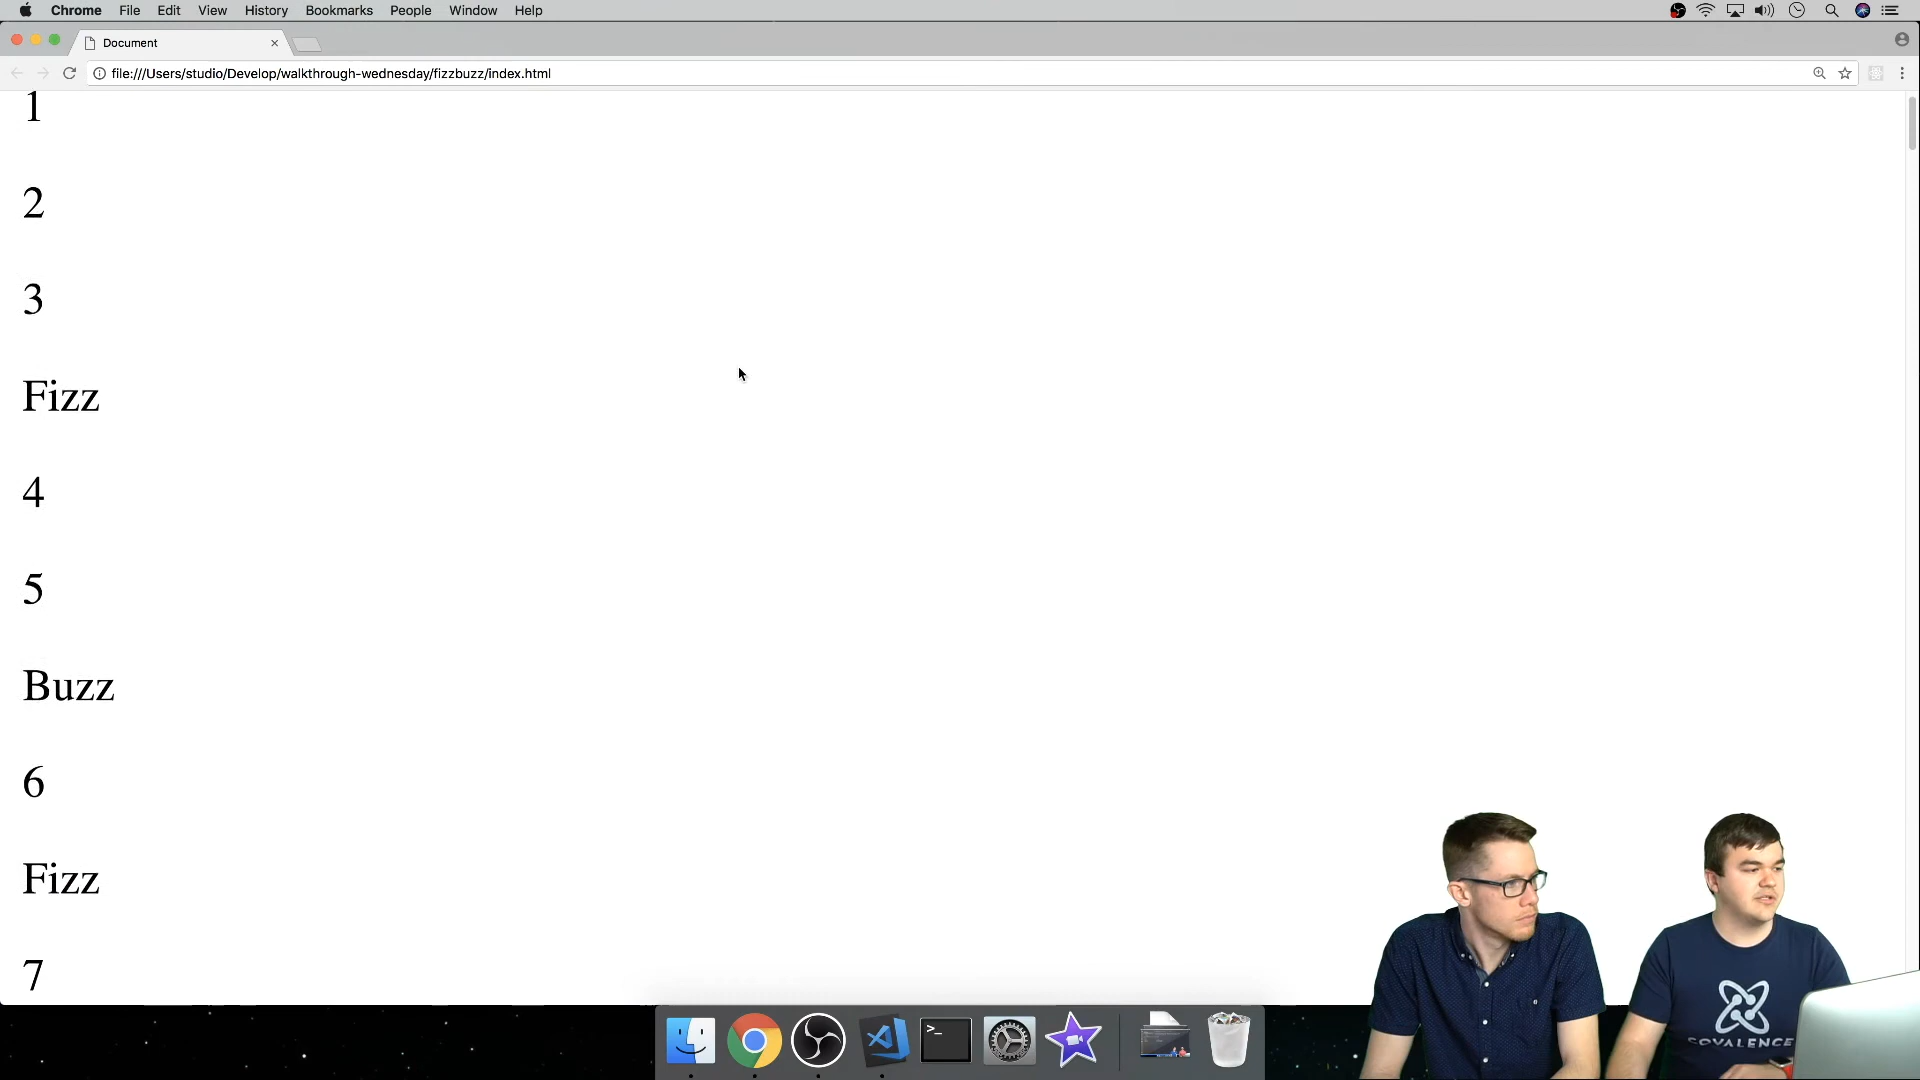 Chrome File Edit View History Bookmarks People Window Help
Document
file:///Users/studio/Develop/walkthrough-wednesday/fizzbuzz/index.html
1
2
3
Fizz
4
5
Buzz
6
Fizz
7
COVALENCE